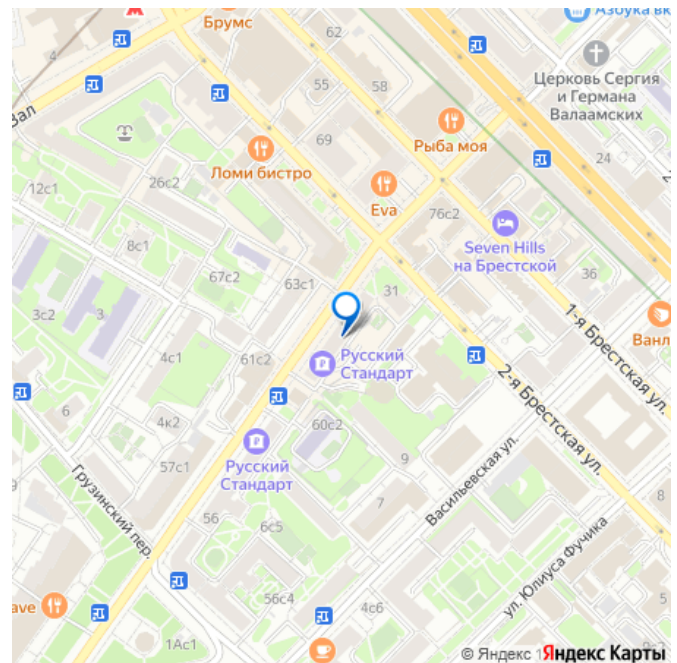 Азбука вк
Брумс
62
4
Церковь Сергия
и Германа
Валаамских
55
58
Вал
69
Рыба моя
24
Ломи бистро
26с2
12с1
Eva
76с2
8с1
Seven Hills
на Брестской
67с2
63с1
31
36
3с2
3
1-я Брестская ул.
Ванл
4с1
61с2
Русский
Стандарт
2-я Брестская ул.
6
4к2
60с2
57с1
Русский
Стандарт
9
Васильевская ул.
Грузинский пер.
7
8
56
6с5
ул. Юлиуса Фучика
ave
56с4
4с6
5
1Ас1
© Яндекс
Яндекс Карты